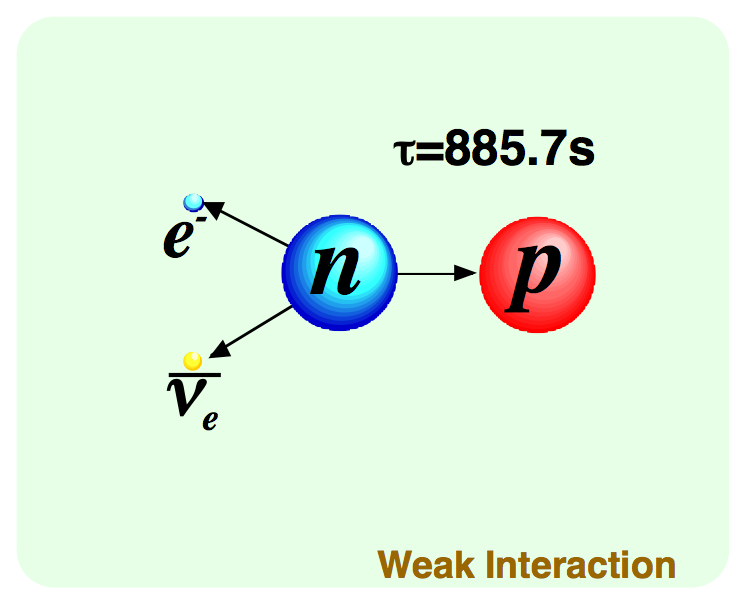 τ=885.7s
e⁻
n
p
ν̅ₑ
Weak Interaction